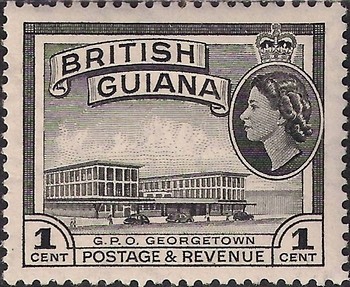 BRITISH
GUIANA
G.P.O. GEORGETOWN
1 CENT POSTAGE & REVENUE 1 CENT